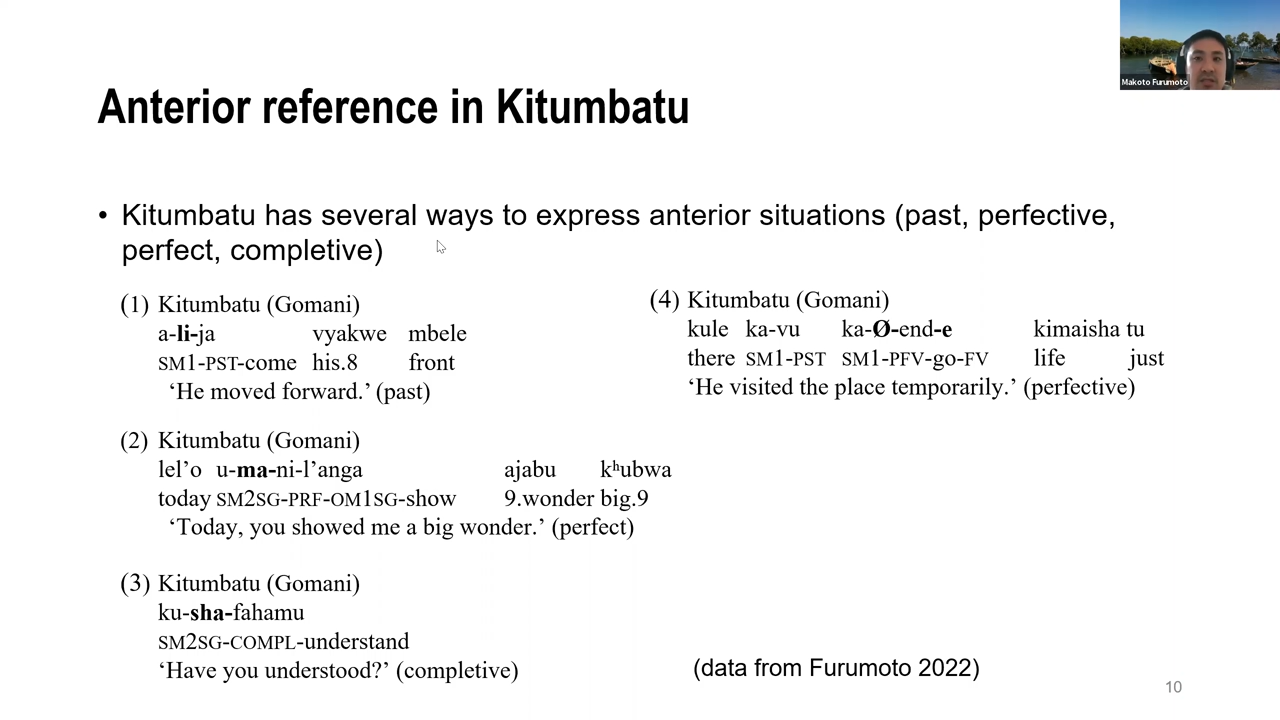 Makoto Furumoto
Anterior reference in Kitumbatu
• Kitumbatu has several ways to express anterior situations (past, perfective,
perfect, completive)
(1) Kitumbatu (Gomani)
a-li-ja vyakwe mbele
SM1-PST-come his.8 front
‘He moved forward.’ (past)
(2) Kitumbatu (Gomani)
lel’o u-ma-ni-l’anga ajabu kʰubwa
today SM2SG-PRF-OM1SG-show 9.wonder big.9
‘Today, you showed me a big wonder.’ (perfect)
(3) Kitumbatu (Gomani)
ku-sha-fahamu
SM2SG-COMPL-understand
‘Have you understood?’ (completive)
(4) Kitumbatu (Gomani)
kule ka-vu ka-Ø-end-e kimaisha tu
there SM1-PST SM1-PFV-go-FV life just
‘He visited the place temporarily.’ (perfective)
(data from Furumoto 2022)
10